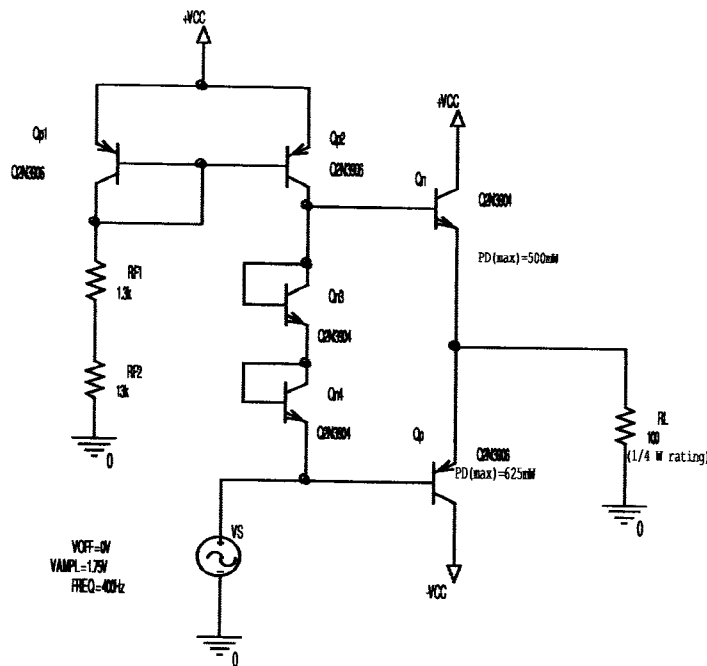 +VCC
+VCC
Qp1
Q2N3906
Qp2
Q2N3906
Qn
Q2N3904
PD(max)=500mW
RF1
1.3k
Qn3
Q2N3904
RF2
13k
Qn4
Q2N3904
Qp
Q2N3906
PD(max)=625mW
RL
100
(1/4 W rating)
0
0
VS
VOFF=0V
VAMPL=1.75V
FREQ=400Hz
-VCC
0